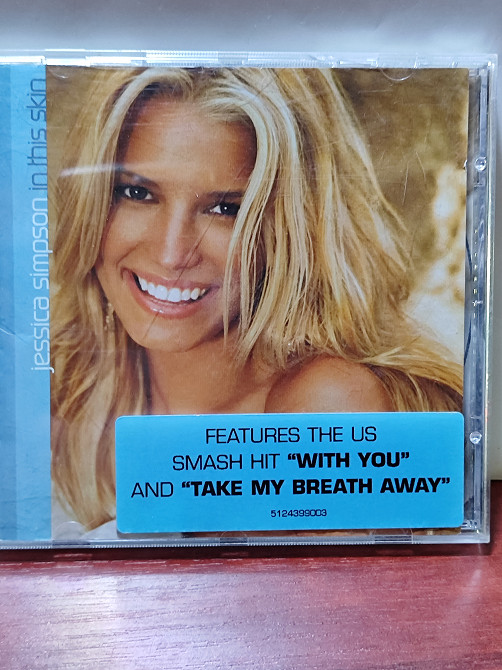 jessica simpson in this skin
FEATURES THE US
SMASH HIT “WITH YOU”
AND “TAKE MY BREATH AWAY”
5124399003